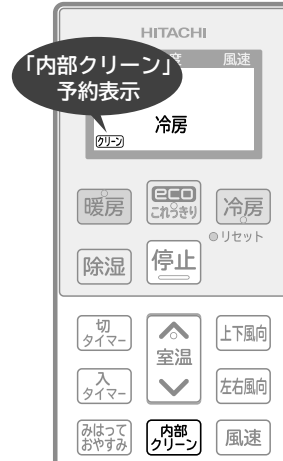 HITACHI
度 風速
「内部クリーン」
予約表示
冷房
クリーン
暖房
eco
これっきり
冷房
リセット
除湿
停止
切
タイマー
室温
上下風向
入
タイマー
左右風向
みはって
おやすみ
内部
クリーン
風速